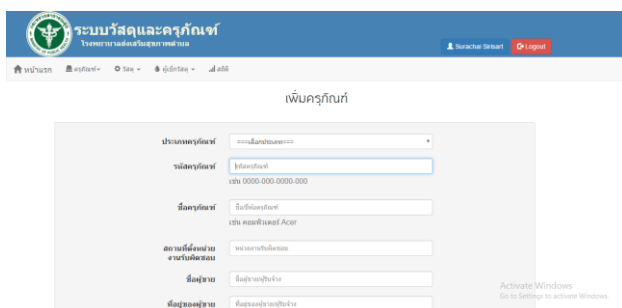 ระบบวัสดุและครุภัณฑ์
โรงพยาบาลส่งเสริมสุขภาพตำบล
Surachai Sirisart Logout
หน้าแรก ครุภัณฑ์ วัสดุ ผู้เบิกวัสดุ สถิติ
เพิ่มครุภัณฑ์
ประเภทครุภัณฑ์ ===เลือกประเภท===
รหัสครุภัณฑ์ รหัสครุภัณฑ์
เช่น 0000-000-0000-000
ชื่อครุภัณฑ์ ชื่อ/ยี่ห้อครุภัณฑ์
เช่น คอมพิวเตอร์ Acer
สถานที่ตั้งหน่วย หน่วยงานรับผิดชอบ
งานรับผิดชอบ
ชื่อผู้ขาย ชื่อผู้ขาย/ผู้รับจ้าง
ที่อยู่ของผู้ขาย ที่อยู่ของผู้ขาย/ผู้รับจ้าง
Activate Windows
Go to Settings to activate Windows.